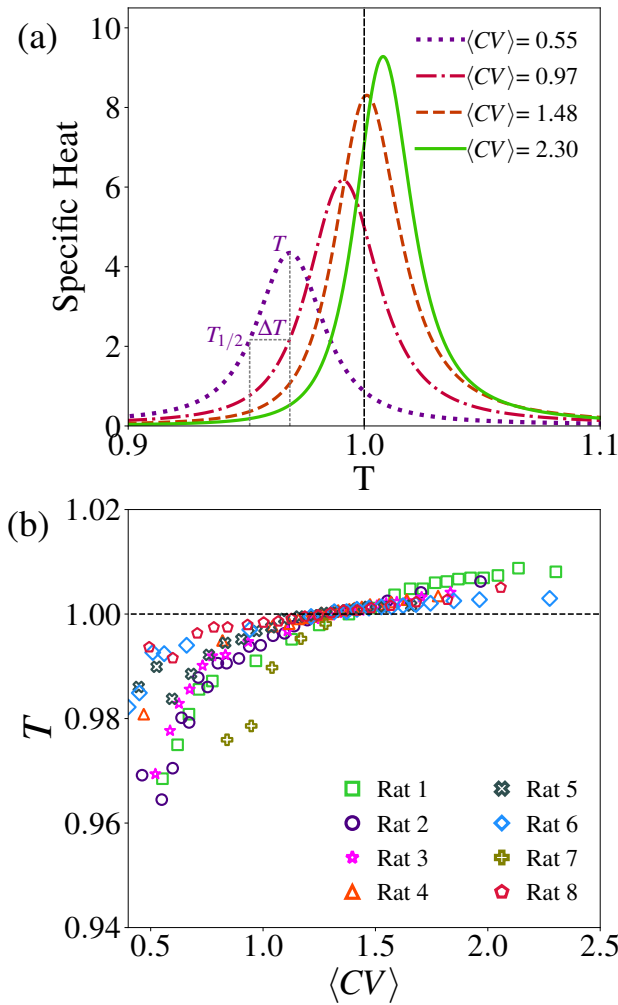 (a)
10
8
6
4
2
0
Specific Heat
⟨CV⟩= 0.55
⟨CV⟩= 0.97
⟨CV⟩= 1.48
⟨CV⟩= 2.30
T
T1/2 ΔT
0.9 1.0 1.1
T
(b)
1.02
1.00
0.98
0.96
0.94
T
Rat 1 Rat 5
Rat 2 Rat 6
Rat 3 Rat 7
Rat 4 Rat 8
0.5 1.0 1.5 2.0 2.5
⟨CV⟩